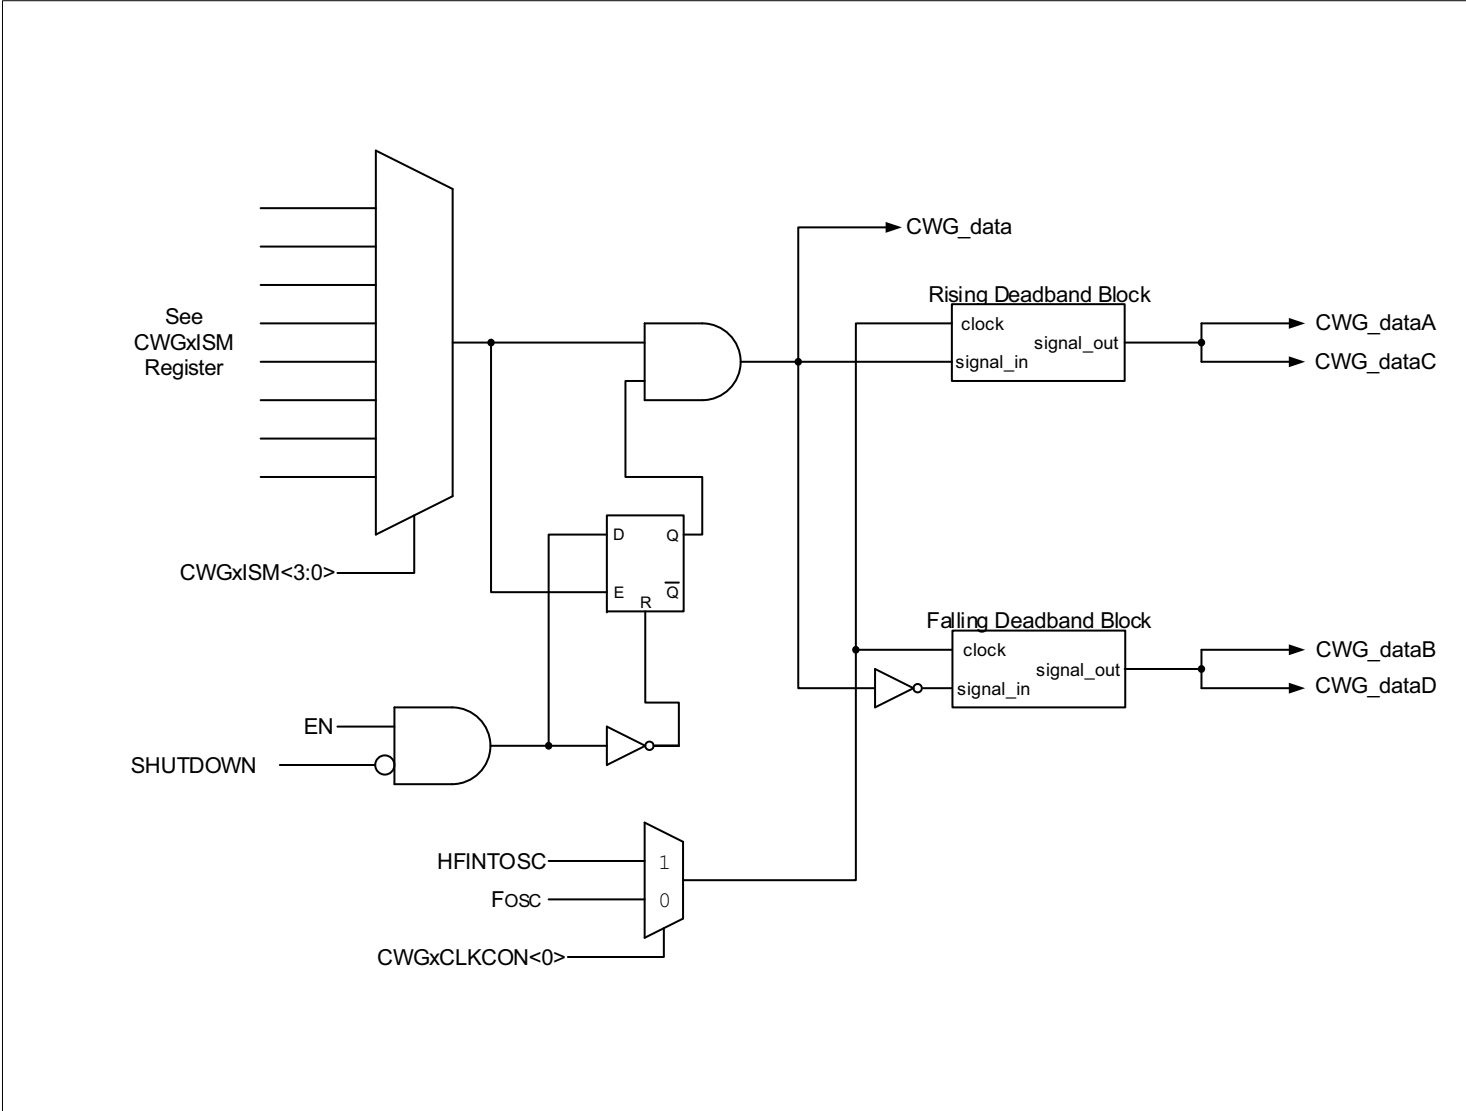 CWG_data
Rising Deadband Block
clock
signal_in
signal_out
CWG_dataA
CWG_dataC
See
CWGxISM
Register
CWGxISM<3:0>
D
Q
E
Q̅
R
Falling Deadband Block
clock
signal_in
signal_out
CWG_dataB
CWG_dataD
EN
SHUTDOWN
HFINTOSC
1
FOSC
0
CWGxCLKCON<0>